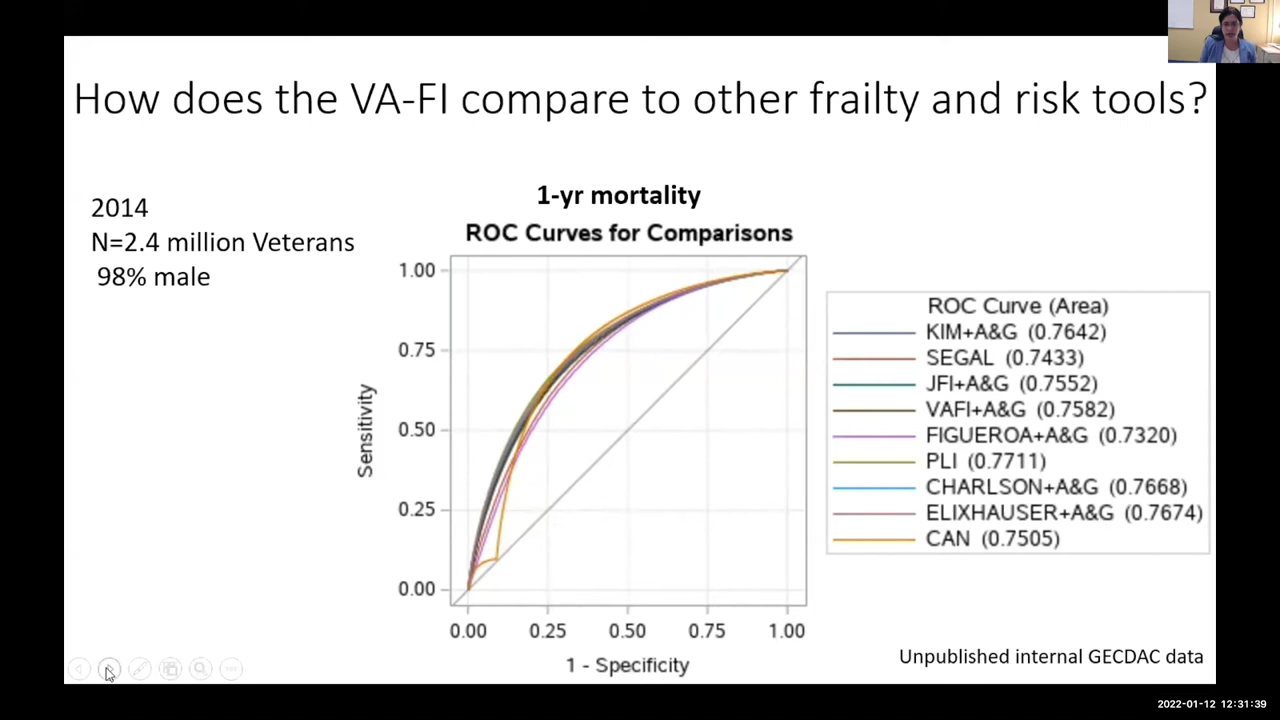 How does the VA-FI compare to other frailty and risk tools?
2014
N=2.4 million Veterans
98% male
1-yr mortality
ROC Curves for Comparisons
1.00
0.75
0.50
0.25
0.00
Sensitivity
0.00 0.25 0.50 0.75 1.00
1 - Specificity
ROC Curve (Area)
KIM+A&G (0.7642)
SEGAL (0.7433)
JFI+A&G (0.7552)
VAFI+A&G (0.7582)
FIGUEROA+A&G (0.7320)
PLI (0.7711)
CHARLSON+A&G (0.7668)
ELIXHAUSER+A&G (0.7674)
CAN (0.7505)
Unpublished internal GECDAC data
2022-01-12 12:31:39